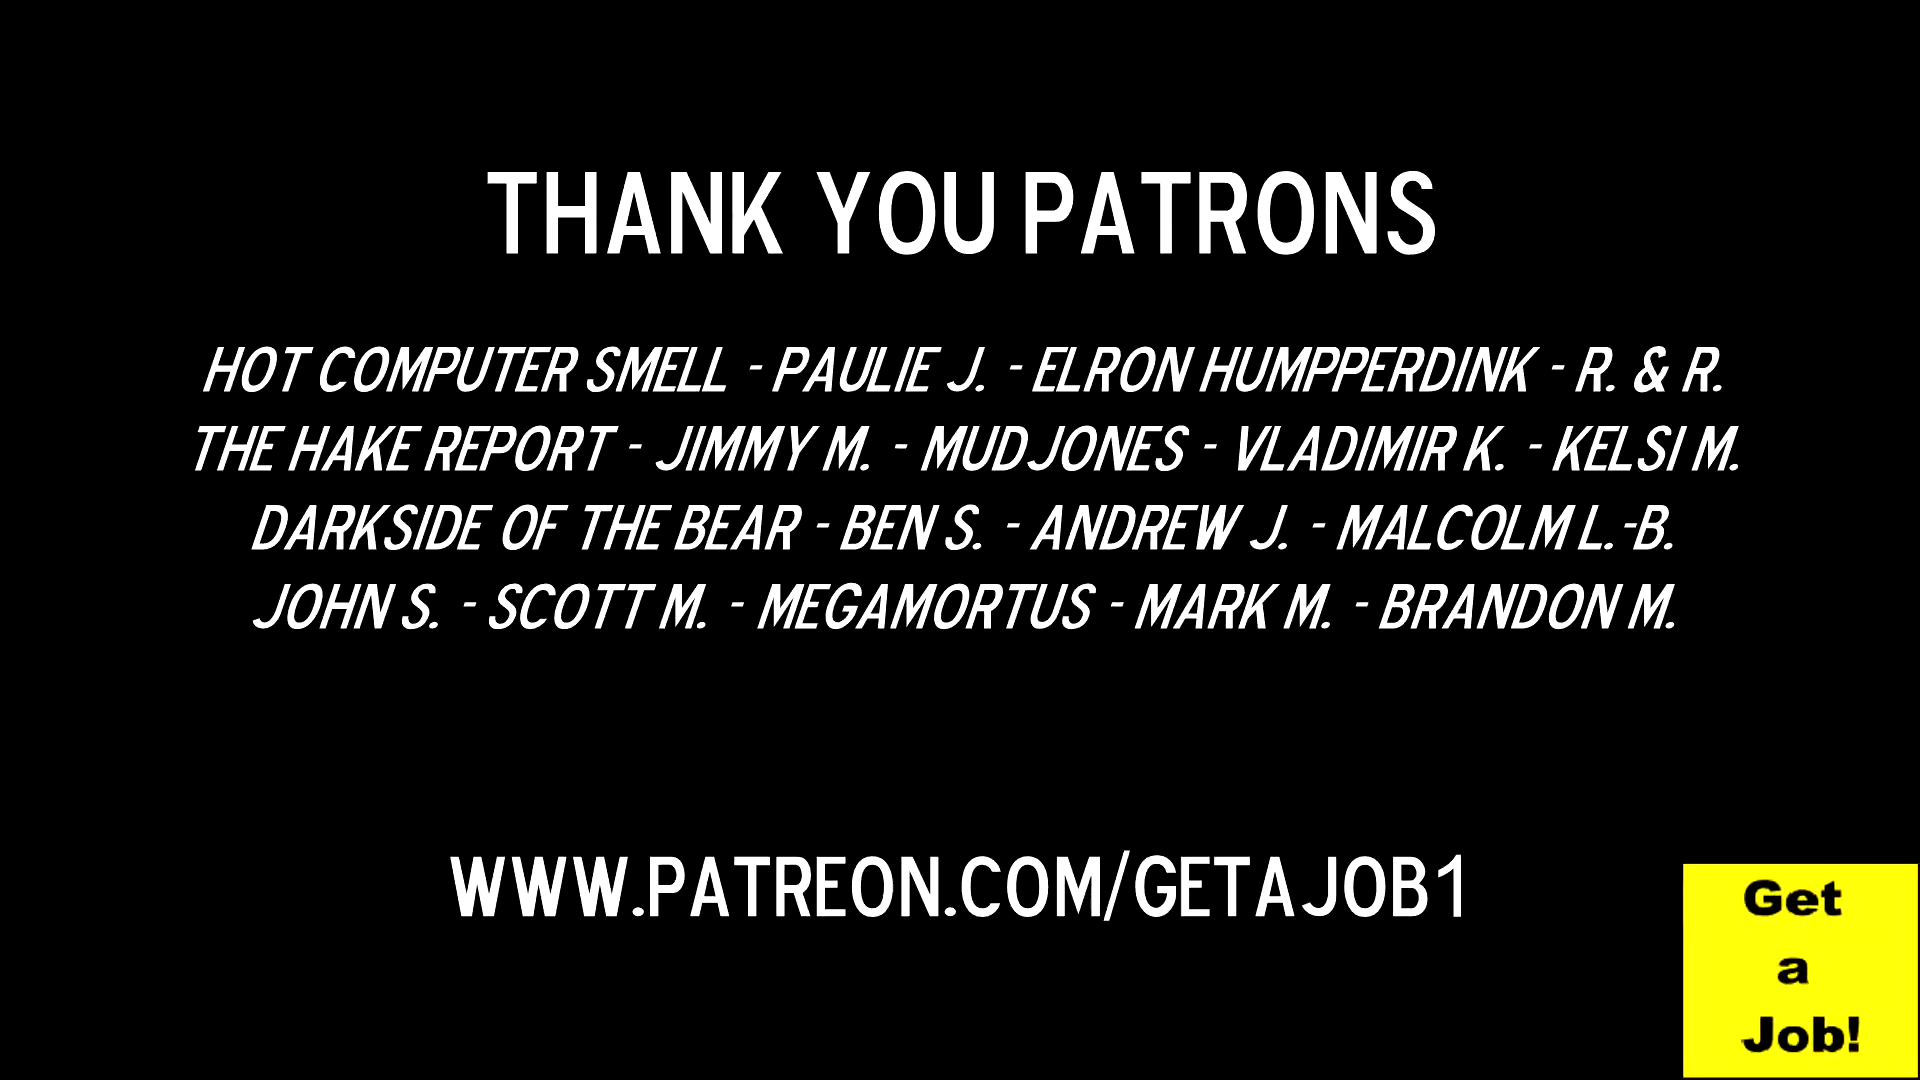 THANK YOU PATRONS
HOT COMPUTER SMELL - PAULIE J. - ELRON HUMPPERDINK - R. & R.
THE HAKE REPORT - JIMMY M. - MUDJONES - VLADIMIR K. - KELSI M.
DARKSIDE OF THE BEAR - BEN S. - ANDREW J. - MALCOLM L.-B.
JOHN S. - SCOTT M. - MEGAMORTUS - MARK M. - BRANDON M.
WWW.PATREON.COM/GETAJOB1
Get
a
Job!